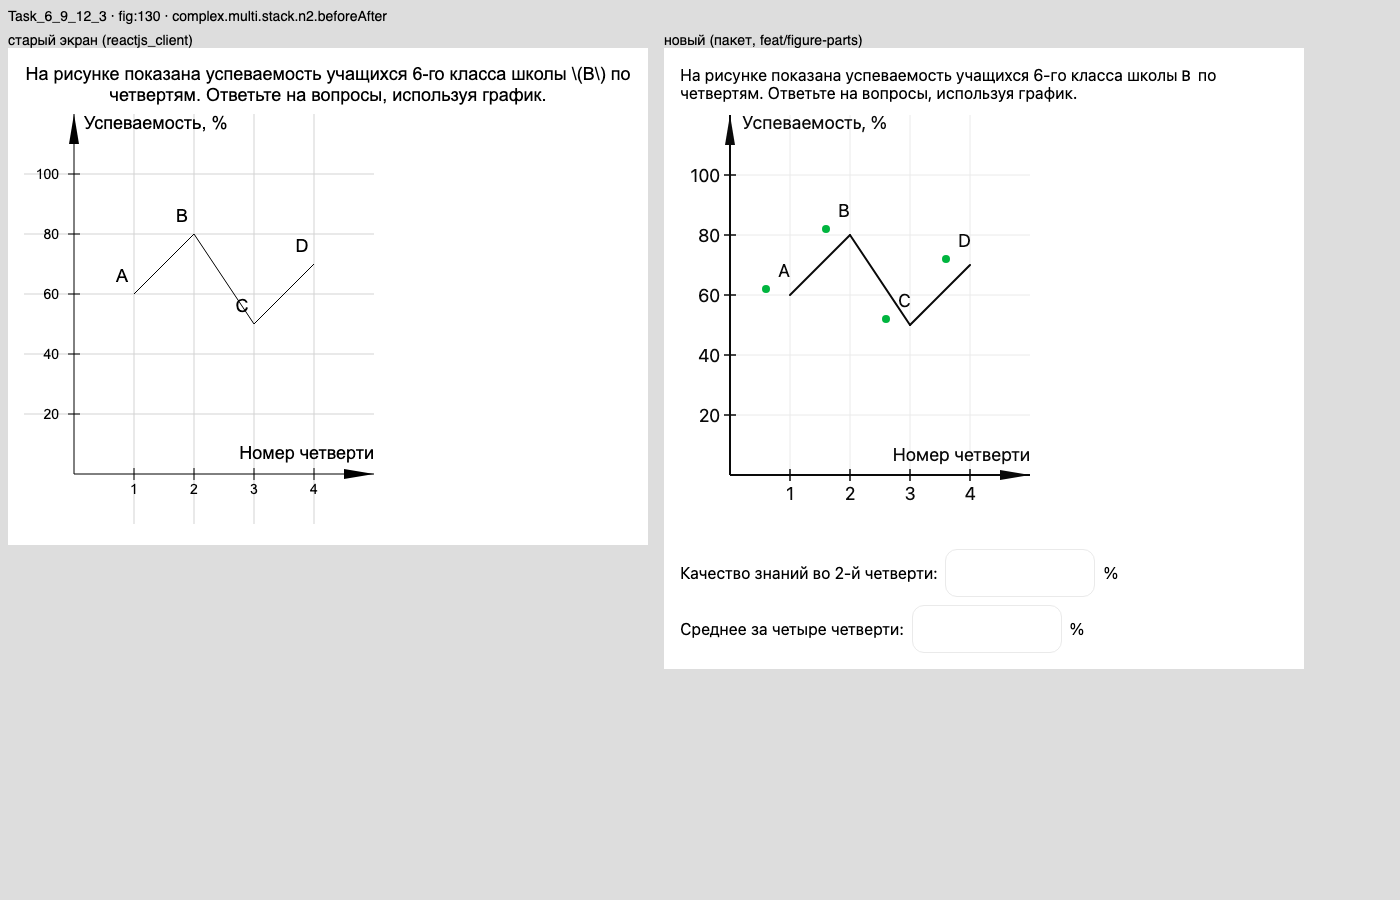 Task_6_9_12_3 · fig:130 · complex.multi.stack.n2.beforeAfter
старый экран (reactjs_client)
На рисунке показана успеваемость учащихся 6-го класса школы \(B\) по
четвертям. Ответьте на вопросы, используя график.
Успеваемость, %
100
B
80
D
A
60
C
40
20
Номер четверти
1 2 3 4
новый (пакет, feat/figure-parts)
На рисунке показана успеваемость учащихся 6-го класса школы B по
четвертям. Ответьте на вопросы, используя график.
Успеваемость, %
100
B
80
D
A
60
C
40
20
Номер четверти
1 2 3 4
Качество знаний во 2-й четверти: %
Среднее за четыре четверти: %